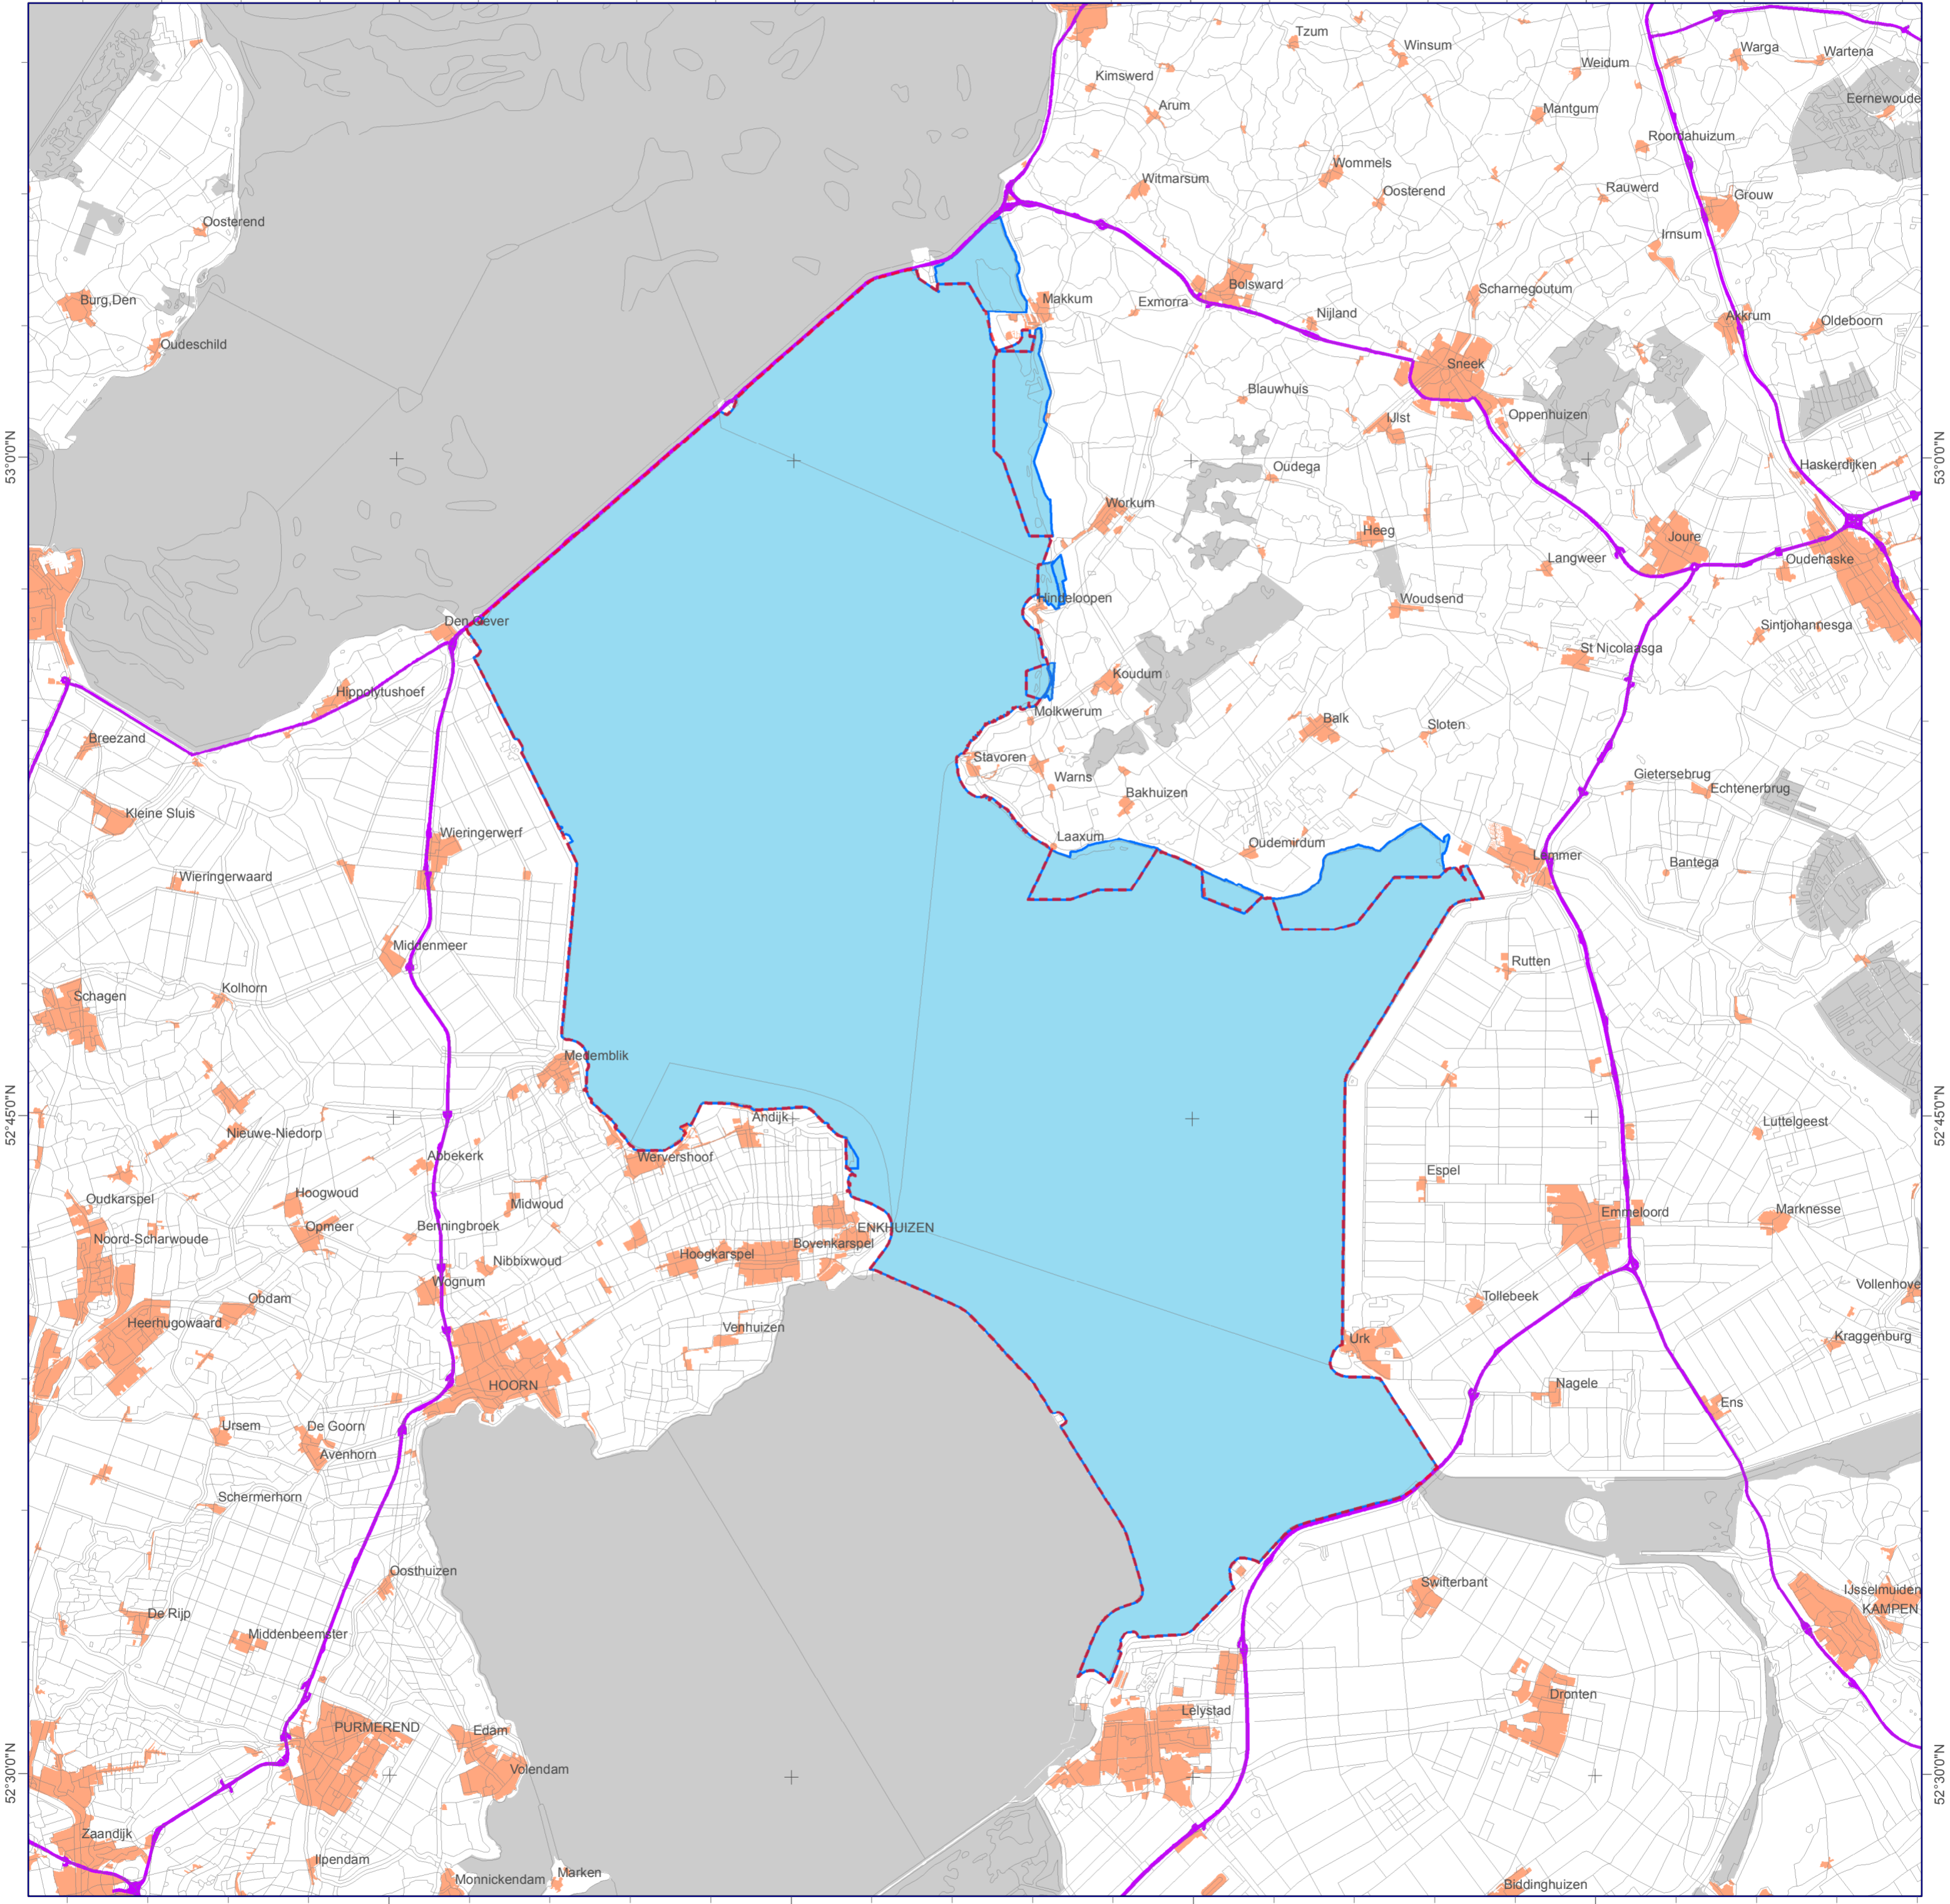 Tzum
Winsum
Warga
Wartena
Weidum
Kimswerd
Arum
Mantgum
Eernewoude
Roordahuizum
Wommels
Witmarsum
Oosterend
Rauwerd
Grouw
Oosterend
Irnsum
Burg,Den
Makkum
Exmorra
Bolsward
Scharnegoutum
Nijland
Akkrum
Oldeboorn
Oudeschild
Sneek
Blauwhuis
IJlst
Oppenhuizen
53°0'0"N
53°0'0"N
Oudega
Haskerdijken
Workum
Heeg
Joure
Langweer
Oudehaske
Hindeloopen
Woudsend
Den Oever
Sintjohannesga
St Nicolaasga
Hippolytushoef
Koudum
Molkwerum
Balk
Sloten
Breezand
Stavoren
Warns
Gietersebrug
Echtenerbrug
Bakhuizen
Kleine Sluis
Wieringerwerf
Laaxum
Oudemirdum
Lemmer
Bantega
Wieringerwaard
Middenmeer
Rutten
Kolhorn
Schagen
Medemblik
52°45'0"N
52°45'0"N
Andijk
Luttelgeest
Nieuwe-Niedorp
Abbekerk
Wervershoof
Espel
Hoogwoud
Oudkarspel
Midwoud
Emmeloord
Marknesse
Opmeer
Benningbroek
ENKHUIZEN
Noord-Scharwoude
Bovenkarspel
Hoogkarspel
Nibbixwoud
Wognum
Vollenhove
Obdam
Tollebeek
Heerhugowaard
Venhuizen
Urk
Kraggenburg
HOORN
Nagele
Ens
Ursem
De Goorn
Avenhorn
Schermerhorn
Oosthuizen
Swifterbant
IJsselmuiden
KAMPEN
De Rijp
Middenbeemster
Dronten
Lelystad
PURMEREND
Edam
Volendam
52°30'0"N
52°30'0"N
Zaandijk
Ilpendam
Marken
Monnickendam
Biddinghuizen